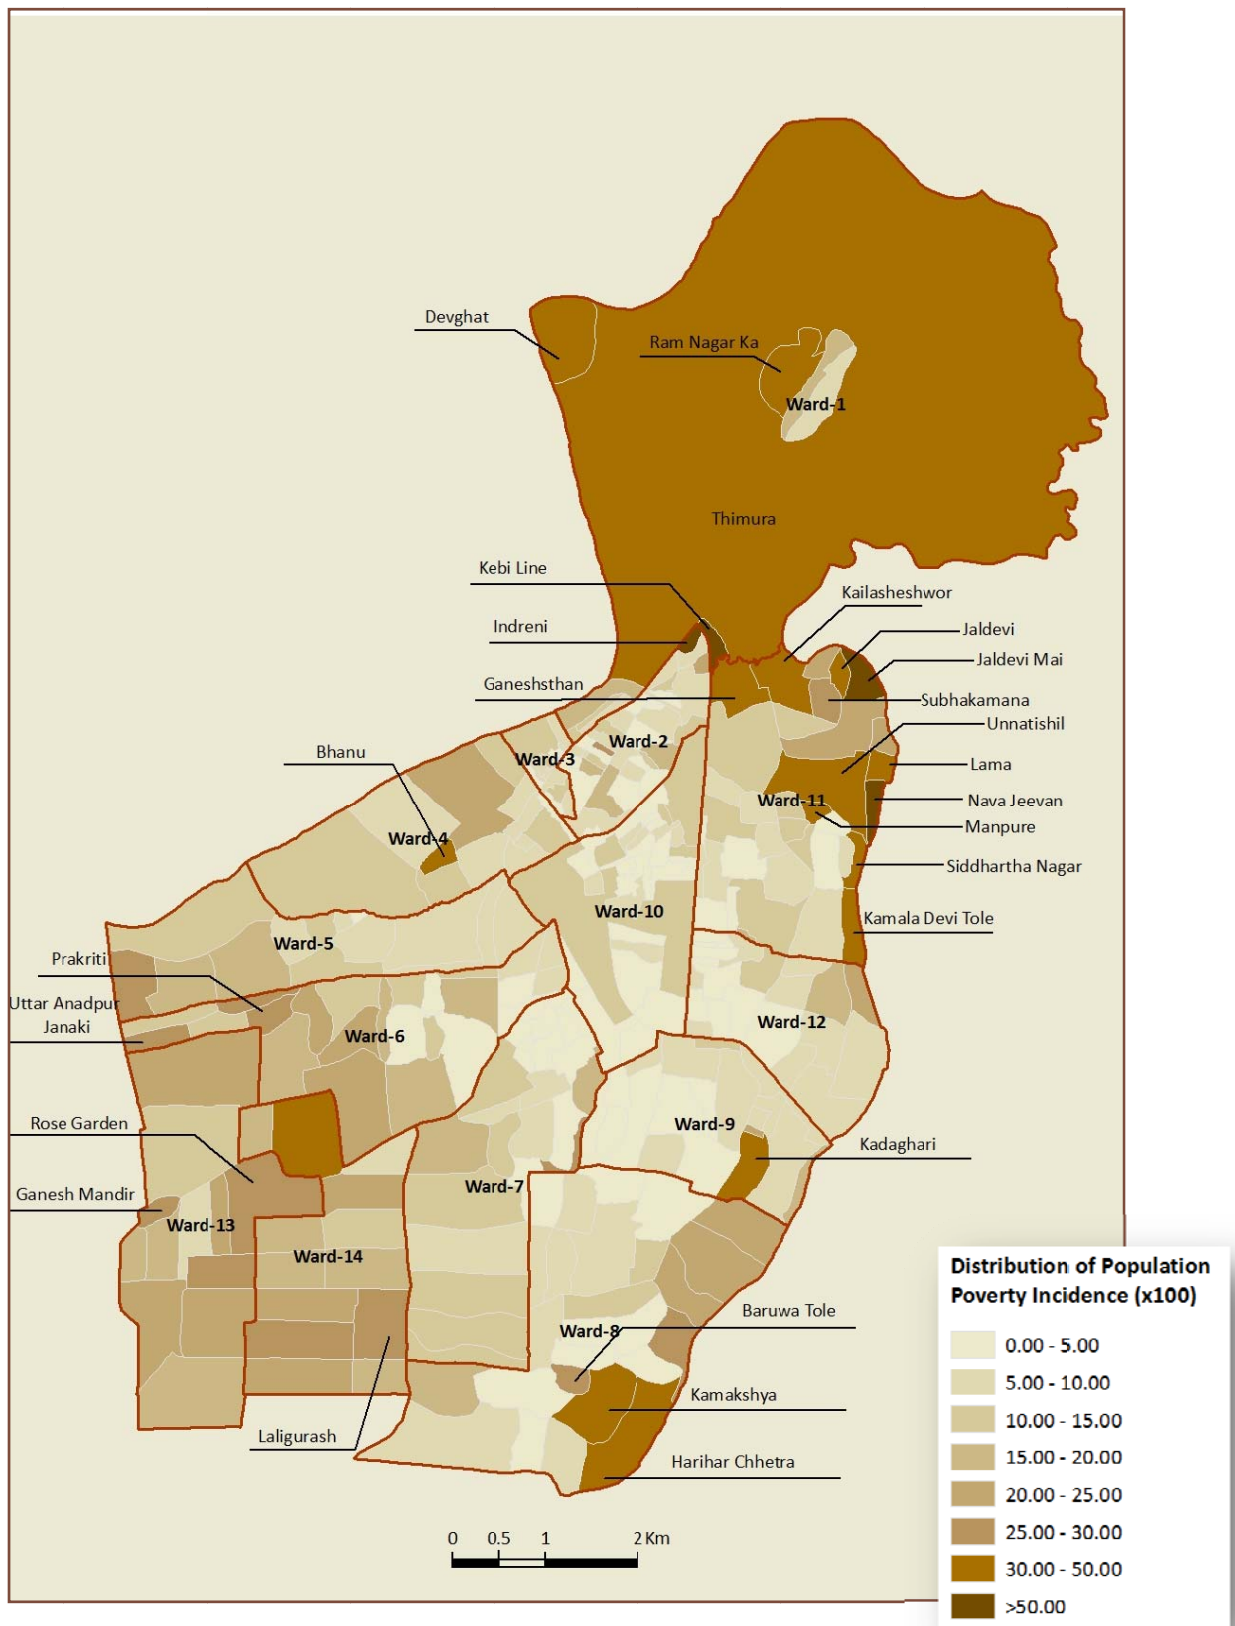 Devghat
Ram Nagar Ka
Ward-1
Thimura
Kebi Line
Kailasheshwor
Indreni
Jaldevi
Jaldevi Mai
Ganeshsthan
Subhakamana
Unnatishil
Ward-2
Bhanu
Ward-3
Lama
Ward-11
Nava Jeevan
Manpure
Ward-4
Siddhartha Nagar
Ward-10
Kamala Devi Tole
Ward-5
Prakriti
Uttar Anadpur
Janaki
Ward-6
Ward-12
Rose Garden
Ward-9
Kadaghari
Ganesh Mandir
Ward-7
Ward-13
Ward-14
Baruwa Tole
Ward-8
Kamakshya
Laligurash
Harihar Chhetra
0 0.5 1 2 Km
Distribution of Population
Poverty Incidence (x100)
0.00 - 5.00
5.00 - 10.00
10.00 - 15.00
15.00 - 20.00
20.00 - 25.00
25.00 - 30.00
30.00 - 50.00
>50.00